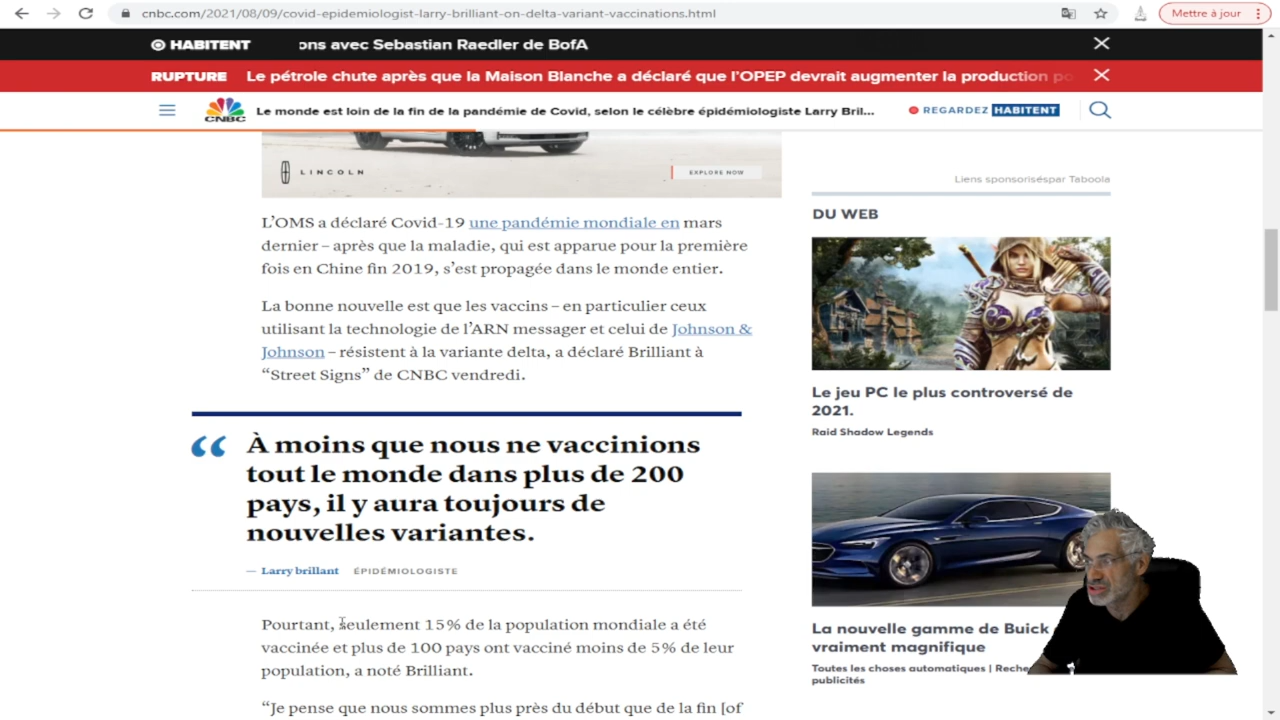 cnbc.com/2021/08/09/covid-epidemiologist-larry-brilliant-on-delta-variant-vaccinations.html
Mettre à jour
HABITENT
ons avec Sebastian Raedler de BofA
RUPTURE
Le pétrole chute après que la Maison Blanche a déclaré que l'OPEP devrait augmenter la production
CNBC
Le monde est loin de la fin de la pandémie de Covid, selon le célèbre épidémiologiste Larry Bril...
REGARDEZ HABITENT
LINCOLN
EXPLORE NOW
L’OMS a déclaré Covid-19 une pandémie mondiale en mars
dernier – après que la maladie, qui est apparue pour la première
fois en Chine fin 2019, s’est propagée dans le monde entier.
La bonne nouvelle est que les vaccins – en particulier ceux
utilisant la technologie de l’ARN messager et celui de Johnson &
Johnson – résistent à la variante delta, a déclaré Brilliant à
“Street Signs” de CNBC vendredi.
À moins que nous ne vaccinions
tout le monde dans plus de 200
pays, il y aura toujours de
nouvelles variantes.
— Larry brillant ÉPIDÉMIOLOGISTE
Pourtant, seulement 15% de la population mondiale a été
vaccinée et plus de 100 pays ont vacciné moins de 5% de leur
population, a noté Brilliant.
“Je pense que nous sommes plus près du début que de la fin [of
Liens sponsoriséspar Taboola
DU WEB
Le jeu PC le plus controversé de
2021.
Raid Shadow Legends
La nouvelle gamme de Buick
vraiment magnifique
Toutes les choses automatiques |
publicités